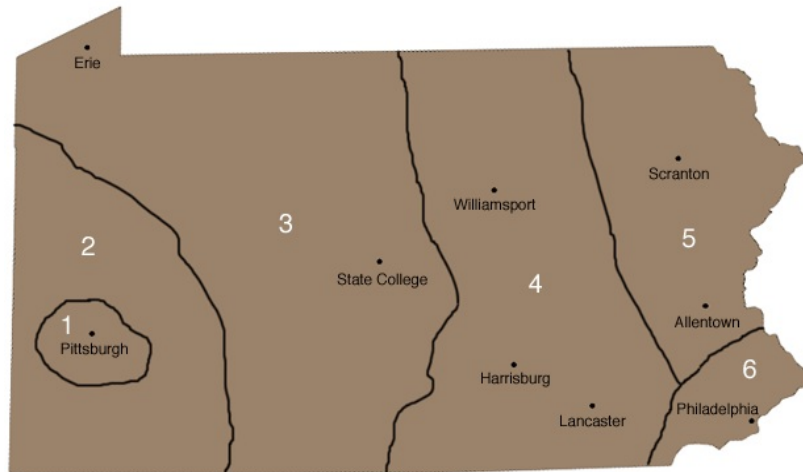 Erie
Scranton
Williamsport
3
2
5
State College
4
1
Allentown
Pittsburgh
6
Harrisburg
Philadelphia
Lancaster